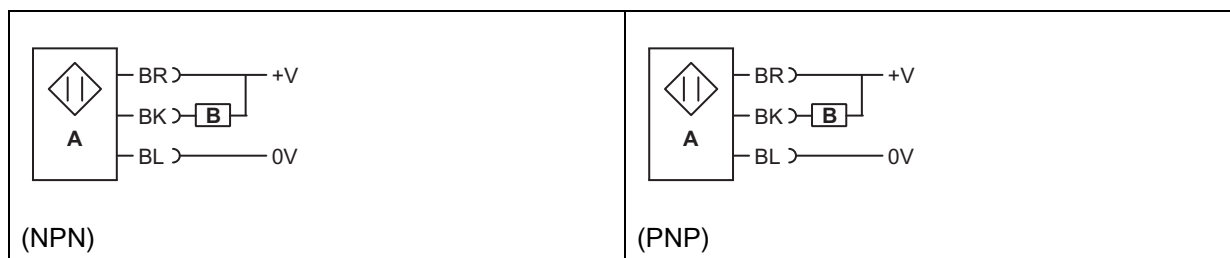 BR +V
BK B
A
BL 0V
(NPN)
BR +V
BK B
A
BL 0V
(PNP)